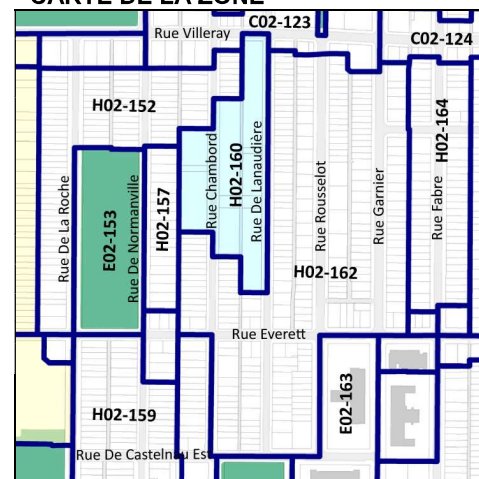 CARTE DE LA ZONE
C02-123
Rue Villeray
C02-124
H02-152
H02-164
Rue Chambord
H02-160
Rue De Lanaudière
Rue De La Roche
E02-153
Rue De Normanville
H02-157
Rue Rousselot
Rue Garnier
Rue Fabre
H02-162
Rue Everett
E02-163
H02-159
Rue De Castelnau Est